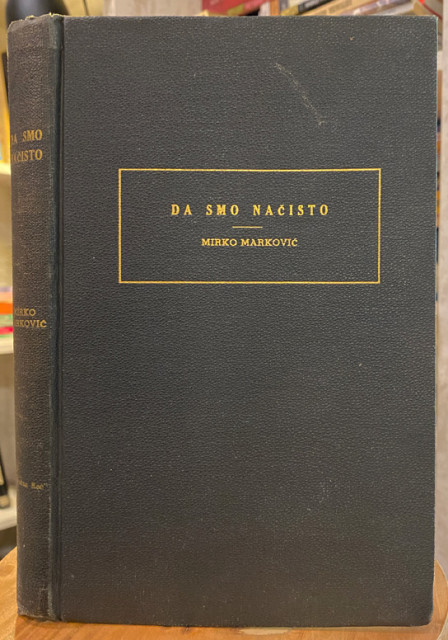 DA SMO NAČISTO
MIRKO MARKOVIĆ
DA SMO
NAČISTO
MIRKO
MARKOVIĆ